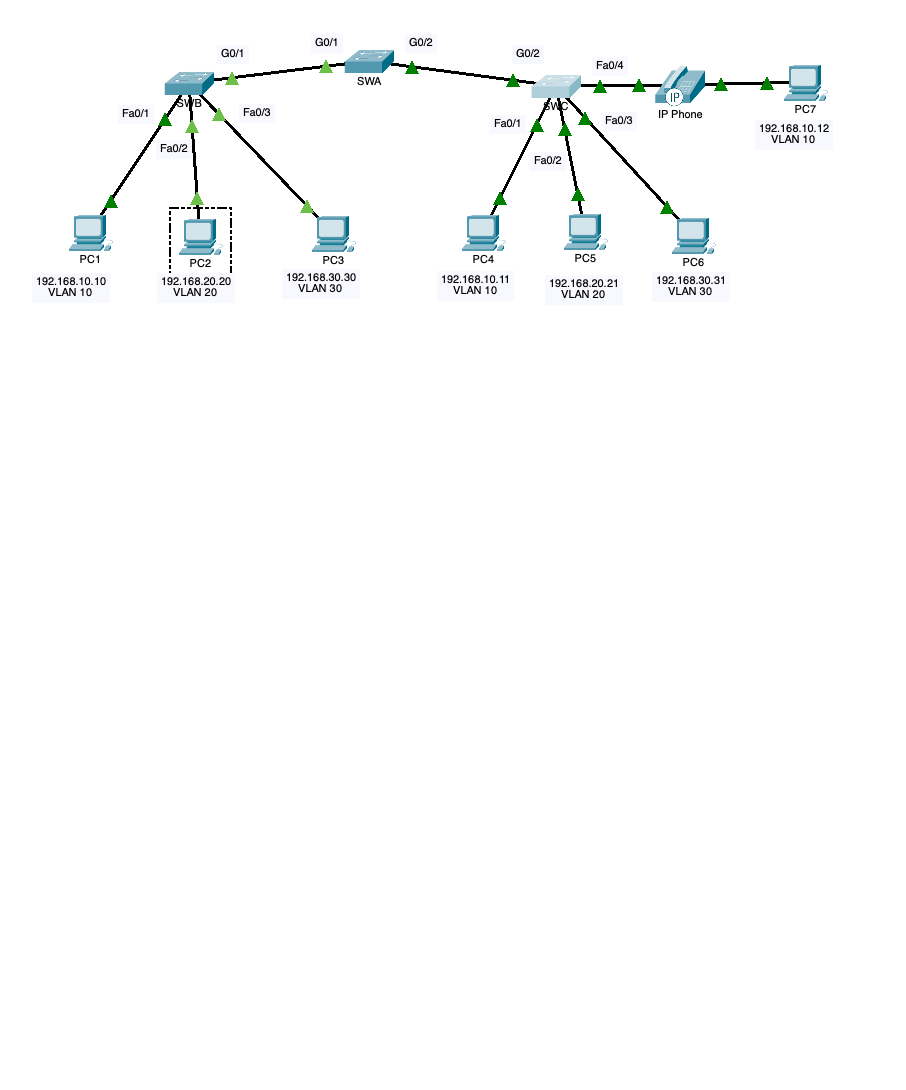 G0/1
G0/1
G0/2
G0/2
SWA
SWB
SWC
Fa0/4
IP
IP Phone
PC7
192.168.10.12
VLAN 10
Fa0/1
Fa0/3
Fa0/2
Fa0/1
Fa0/3
Fa0/2
PC1
192.168.10.10
VLAN 10
PC2
192.168.20.20
VLAN 20
PC3
192.168.30.30
VLAN 30
PC4
192.168.10.11
VLAN 10
PC5
192.168.20.21
VLAN 20
PC6
192.168.30.31
VLAN 30